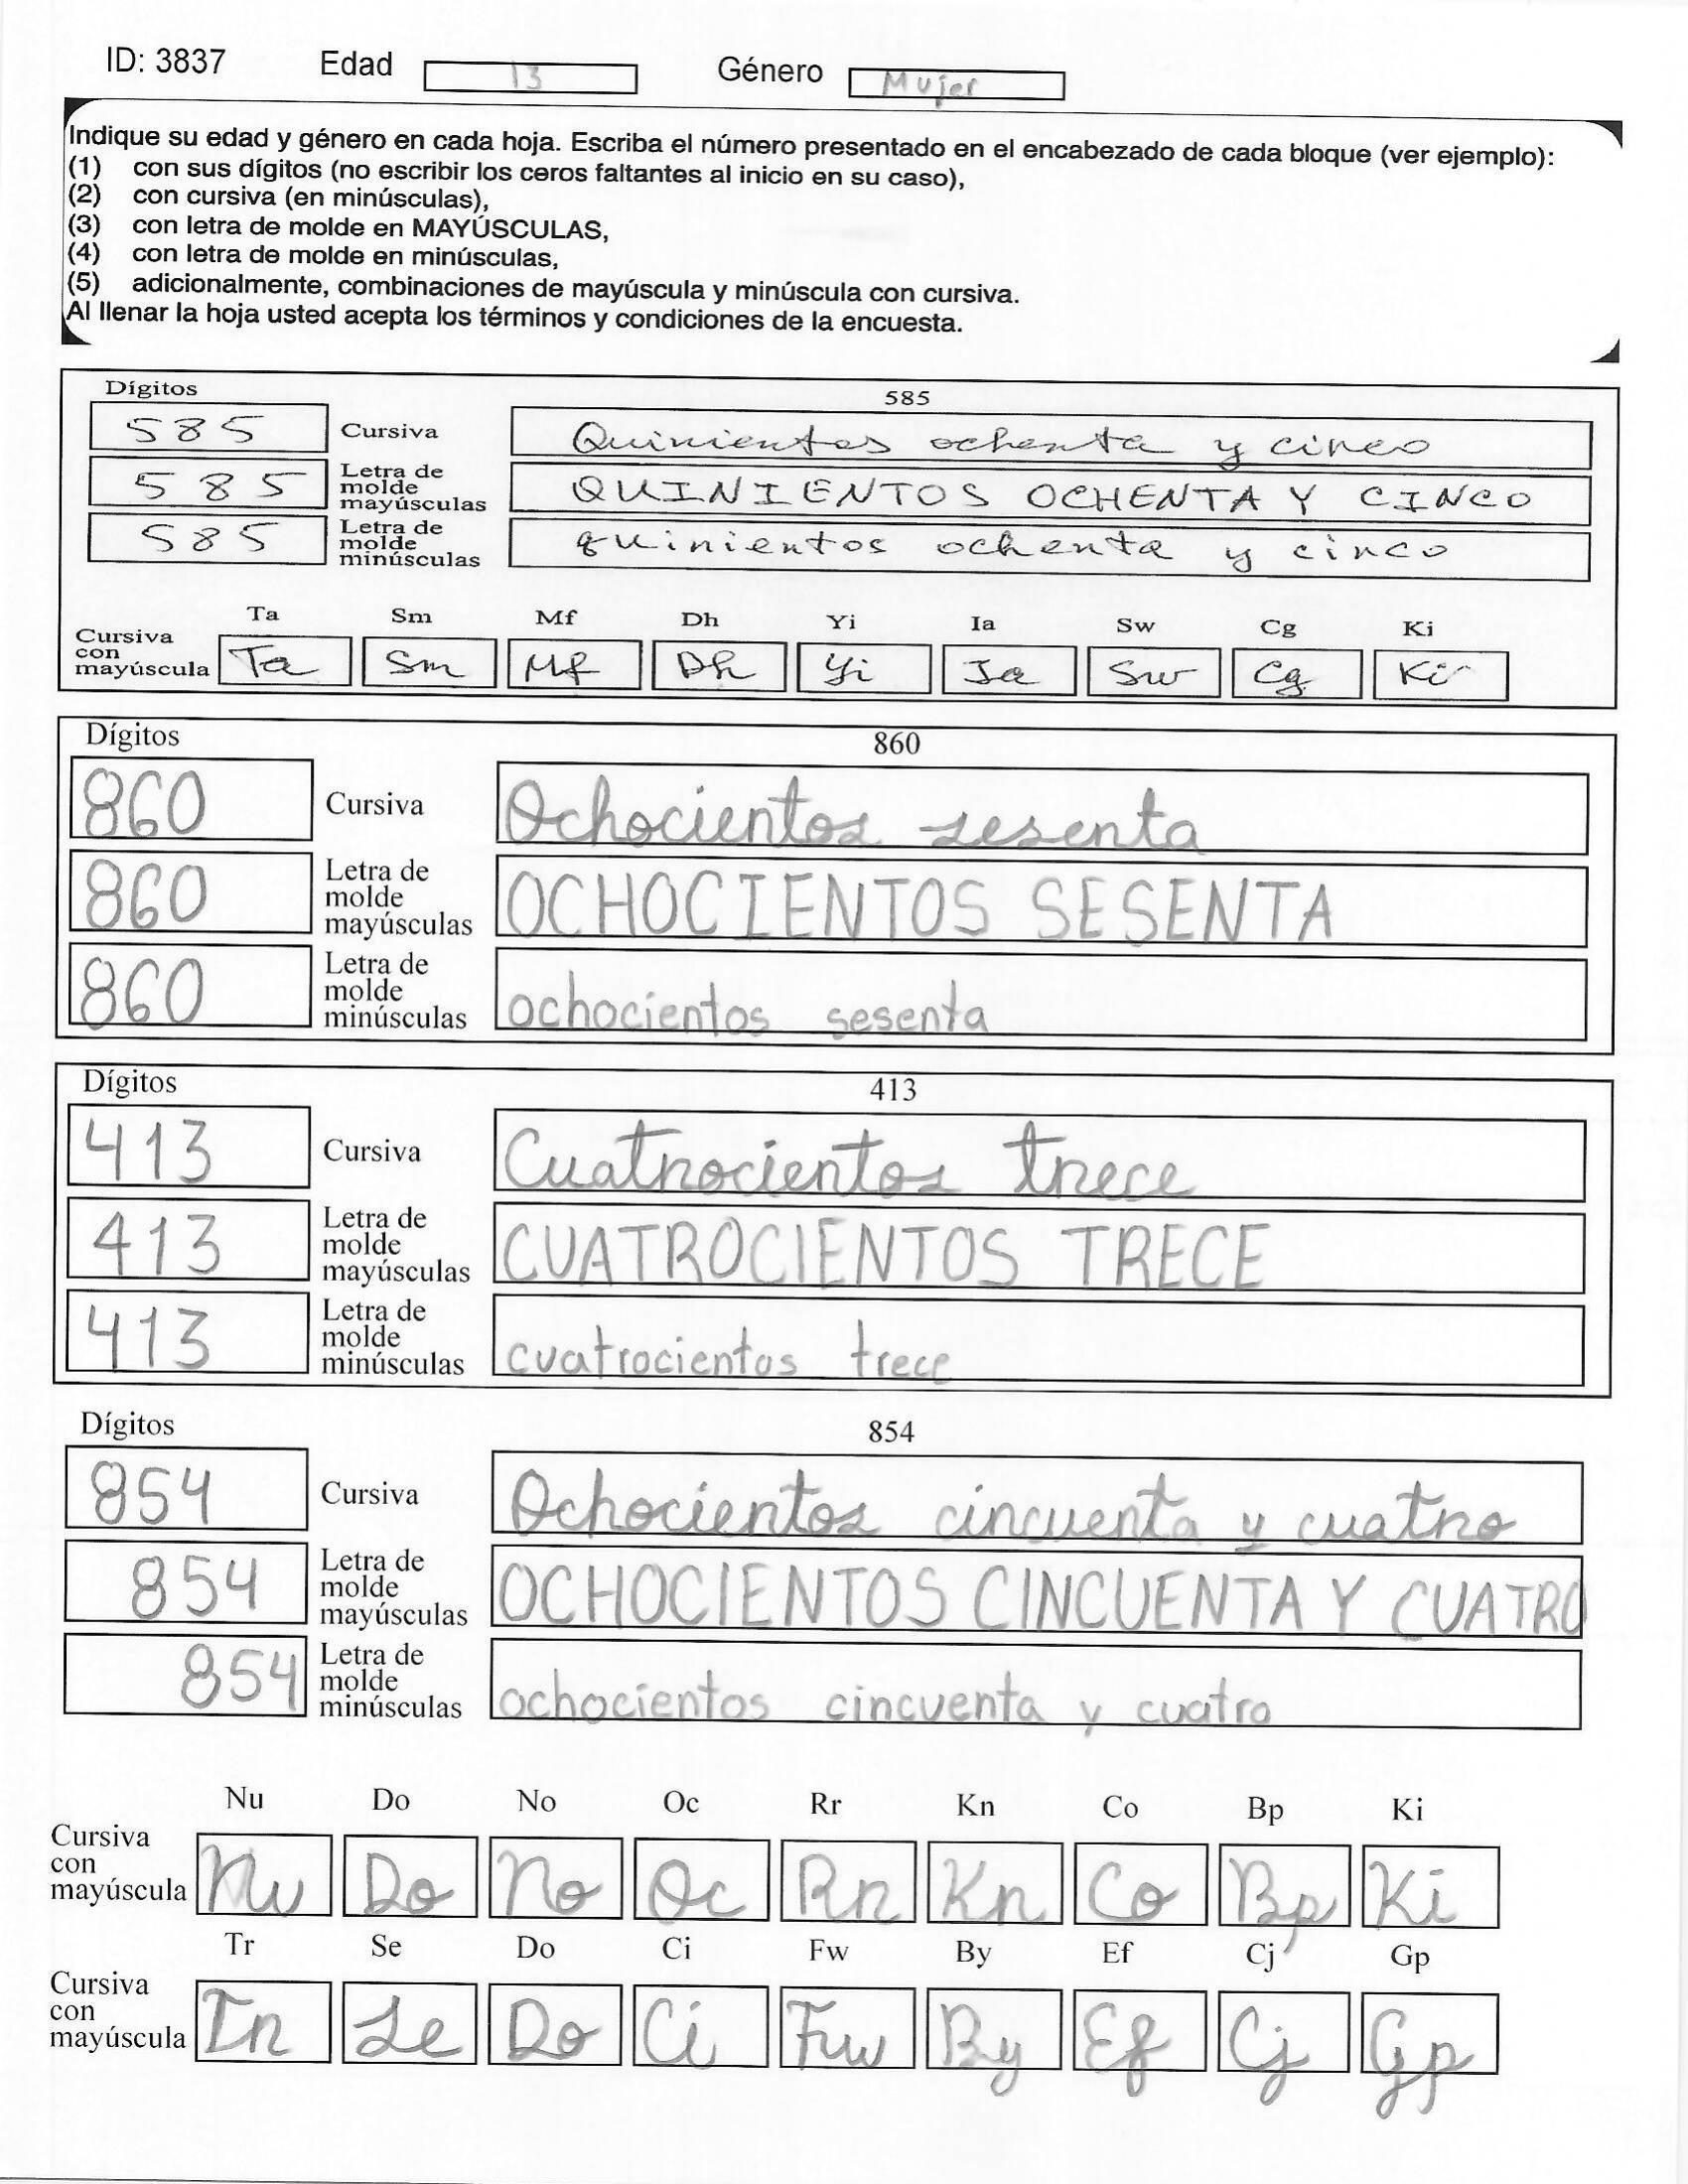 ID: 3837 Edad 13 Género Mujer
Indique su edad y género en cada hoja. Escriba el número presentado en el encabezado de cada bloque (ver ejemplo):
(1) con sus dígitos (no escribir los ceros faltantes al inicio en su caso),
(2) con cursiva (en minúsculas),
(3) con letra de molde en MAYÚSCULAS,
(4) con letra de molde en minúsculas,
(5) adicionalmente, combinaciones de mayúscula y minúscula con cursiva.
Al llenar la hoja usted acepta los términos y condiciones de la encuesta.
Dígitos 585
585 Cursiva Quinientos ochenta y cinco
585 Letra de molde mayúsculas QUINIENTOS OCHENTA Y CINCO
585 Letra de molde minúsculas quinientos ochenta y cinco
Ta Sm Mf Dh Yi Ia Sw Cg Ki
Cursiva con mayúscula Ta Sm Mf Dh Yi Ia Sw Cg Ki
Dígitos 860
860 Cursiva Ochocientos sesenta
860 Letra de molde mayúsculas OCHOCIENTOS SESENTA
860 Letra de molde minúsculas ochocientos sesenta
Dígitos 413
413 Cursiva Cuatrocientos trece
413 Letra de molde mayúsculas CUATROCIENTOS TRECE
413 Letra de molde minúsculas cuatrocientos trece
Dígitos 854
854 Cursiva Ochocientos cincuenta y cuatro
854 Letra de molde mayúsculas OCHOCIENTOS CINCUENTA Y CUATRO
854 Letra de molde minúsculas ochocientos cincuenta y cuatro
Nu Do No Oc Rr Kn Co Bp Ki
Cursiva con mayúscula Nu Do No Oc Rr Kn Co Bp Ki
Tr Se Do Ci Fw By Ef Cj Gp
Cursiva con mayúscula Tr Se Do Ci Fw By Ef Cj Gp